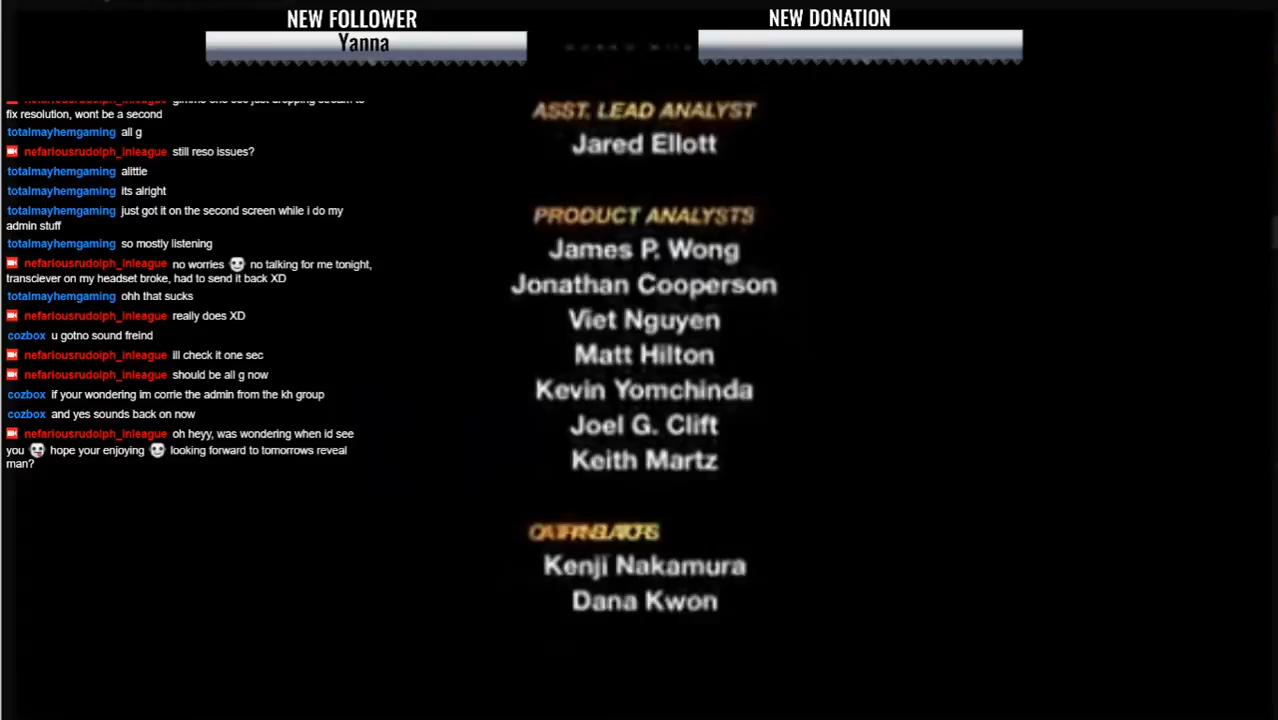 NEW FOLLOWER
Yanna
NEW DONATION
fix resolution, wont be a second
totalmayhemgaming all g
nefariousrudolph_inleague still reso issues?
totalmayhemgaming alittle
totalmayhemgaming its alright
totalmayhemgaming just got it on the second screen while i do my
admin stuff
totalmayhemgaming so mostly listening
nefariousrudolph_inleague no worries no talking for me tonight,
transciever on my headset broke, had to send it back XD
totalmayhemgaming ohh that sucks
nefariousrudolph_inleague really does XD
cozbox u gotno sound freind
nefariousrudolph_inleague ill check it one sec
nefariousrudolph_inleague should be all g now
cozbox if your wondering im corrie the admin from the kh group
cozbox and yes sounds back on now
nefariousrudolph_inleague oh heyy, was wondering when id see
you hope your enjoying looking forward to tomorrows reveal
man?
ASST. LEAD ANALYST
Jared Ellott
PRODUCT ANALYSTS
James P. Wong
Jonathan Cooperson
Viet Nguyen
Matt Hilton
Kevin Yomchinda
Joel G. Clift
Keith Martz
Kenji Nakamura
Dana Kwon